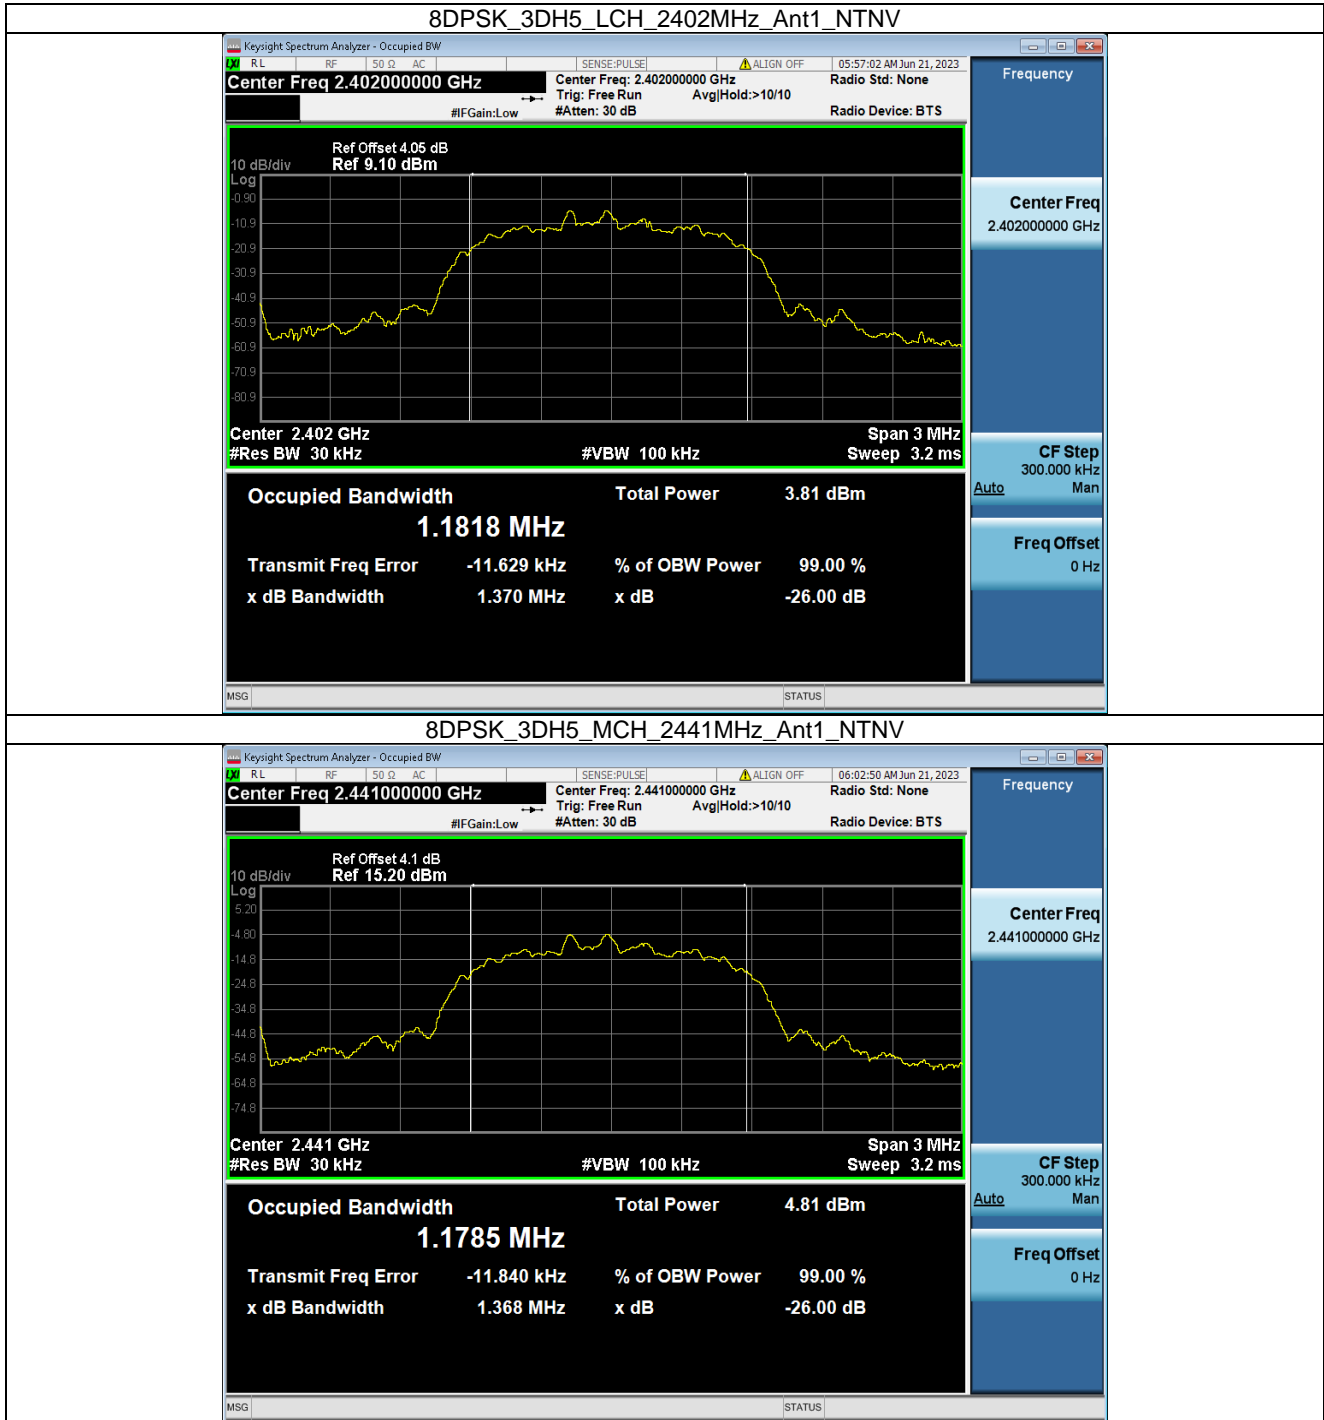 8DPSK_3DH5_LCH_2402MHz_Ant1_NTNV
Keysight Spectrum Analyzer - Occupied BW
LXI RL RF 50 Ω AC SENSE:PULSE ALIGN OFF 05:57:02 AM Jun 21, 2023
Center Freq 2.402000000 GHz
Center Freq: 2.402000000 GHz Radio Std: None
Trig: Free Run Avg|Hold:>10/10
#IFGain:Low #Atten: 30 dB Radio Device: BTS
Frequency
Ref Offset 4.05 dB
10 dB/div Ref 9.10 dBm
Log
-0.90
-10.9
-20.9
-30.9
-40.9
-50.9
-60.9
-70.9
-80.9
Center 2.402 GHz Span 3 MHz
#Res BW 30 kHz #VBW 100 kHz Sweep 3.2 ms
Occupied Bandwidth Total Power 3.81 dBm
1.1818 MHz
Transmit Freq Error -11.629 kHz % of OBW Power 99.00 %
x dB Bandwidth 1.370 MHz x dB -26.00 dB
Center Freq
2.402000000 GHz
CF Step
300.000 kHz
Auto Man
Freq Offset
0 Hz
MSG STATUS
8DPSK_3DH5_MCH_2441MHz_Ant1_NTNV
Keysight Spectrum Analyzer - Occupied BW
LXI RL RF 50 Ω AC SENSE:PULSE ALIGN OFF 06:02:50 AM Jun 21, 2023
Center Freq 2.441000000 GHz
Center Freq: 2.441000000 GHz Radio Std: None
Trig: Free Run Avg|Hold:>10/10
#IFGain:Low #Atten: 30 dB Radio Device: BTS
Frequency
Ref Offset 4.1 dB
10 dB/div Ref 15.20 dBm
Log
5.20
-4.80
-14.8
-24.8
-34.8
-44.8
-54.8
-64.8
-74.8
Center 2.441 GHz Span 3 MHz
#Res BW 30 kHz #VBW 100 kHz Sweep 3.2 ms
Occupied Bandwidth Total Power 4.81 dBm
1.1785 MHz
Transmit Freq Error -11.840 kHz % of OBW Power 99.00 %
x dB Bandwidth 1.368 MHz x dB -26.00 dB
Center Freq
2.441000000 GHz
CF Step
300.000 kHz
Auto Man
Freq Offset
0 Hz
MSG STATUS